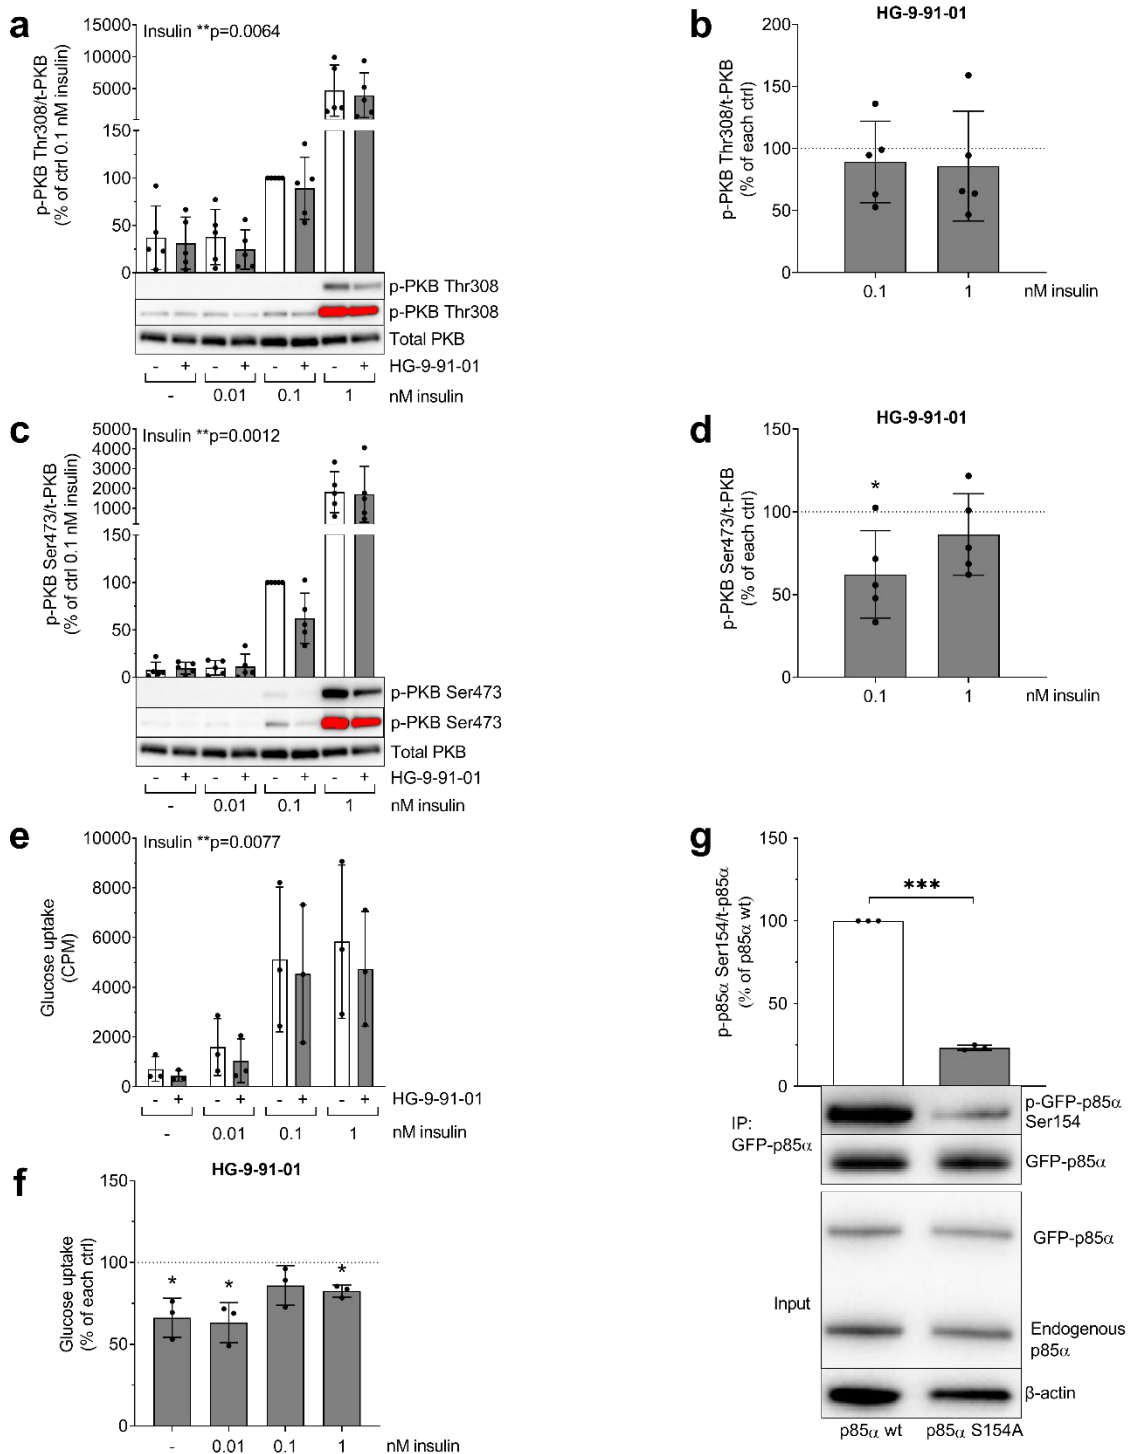 a
Insulin **p=0.0064
p-PKB Thr308/t-PKB
(% of ctrl 0.1 nM insulin)
15000
10000
5000
150
100
50
0
p-PKB Thr308
p-PKB Thr308
Total PKB
- + - + - + - + HG-9-91-01
- 0.01 0.1 1 nM insulin
b
HG-9-91-01
p-PKB Thr308/t-PKB
(% of each ctrl)
200
150
100
50
0
0.1 1 nM insulin
c
Insulin **p=0.0012
p-PKB Ser473/t-PKB
(% of ctrl 0.1 nM insulin)
5000
4000
3000
2000
1000
150
100
50
0
p-PKB Ser473
p-PKB Ser473
Total PKB
- + - + - + - + HG-9-91-01
- 0.01 0.1 1 nM insulin
d
HG-9-91-01
p-PKB Ser473/t-PKB
(% of each ctrl)
150
100
50
0
*
0.1 1 nM insulin
e
Insulin **p=0.0077
Glucose uptake
(CPM)
10000
8000
6000
4000
2000
0
- + - + - + - + HG-9-91-01
- 0.01 0.1 1 nM insulin
f
HG-9-91-01
Glucose uptake
(% of each ctrl)
150
100
50
0
* * *
- 0.01 0.1 1 nM insulin
g
p-p85α Ser154/t-p85α
(% of p85α wt)
150
100
50
0
***
IP:
GFP-p85α
p-GFP-p85α
Ser154
GFP-p85α
Input
GFP-p85α
Endogenous
p85α
β-actin
p85α wt p85α S154A